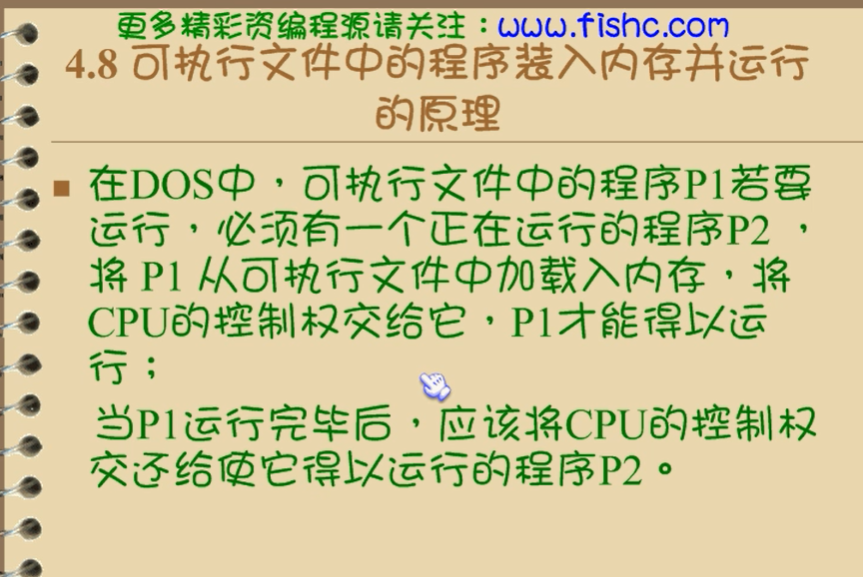 更多精彩资编程源请关注：www.fishc.com
4.8 可执行文件中的程序装入内存并运行
的原理
在DOS中，可执行文件中的程序P1若要
运行，必须有一个正在运行的程序P2 ，
将 P1 从可执行文件中加载入内存，将
CPU的控制权交给它，P1才能得以运
行；
当P1运行完毕后，应该将CPU的控制权
交还给使它得以运行的程序P2。